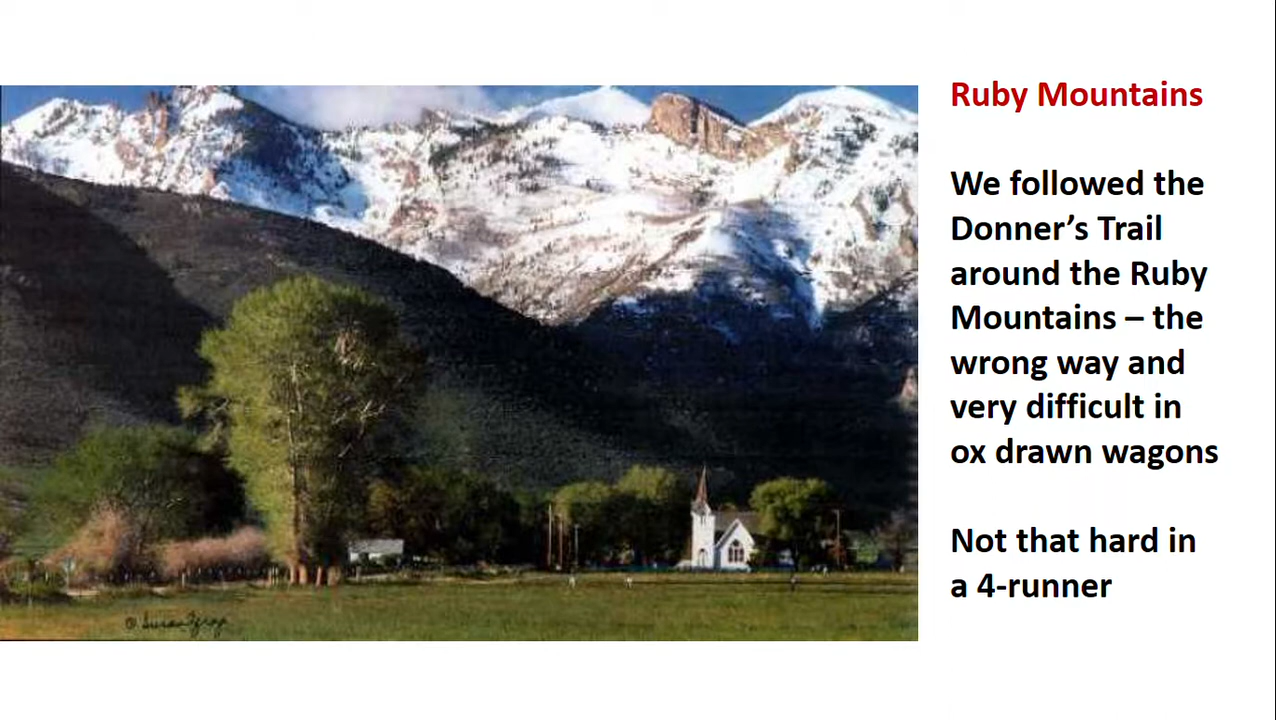 Ruby Mountains
We followed the
Donner’s Trail
around the Ruby
Mountains – the
wrong way and
very difficult in
ox drawn wagons
Not that hard in
a 4-runner
©